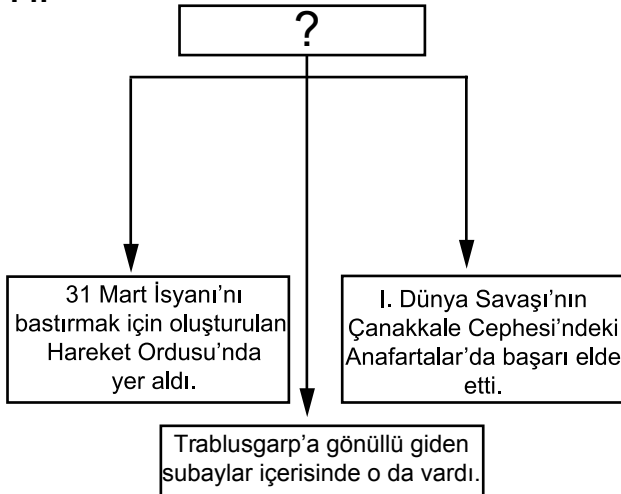 ?
31 Mart İsyanı’nı
bastırmak için oluşturulan
Hareket Ordusu’nda
yer aldı.
I. Dünya Savaşı’nın
Çanakkale Cephesi’ndeki
Anafartalar’da başarı elde
etti.
Trablusgarp’a gönüllü giden
subaylar içerisinde o da vardı.